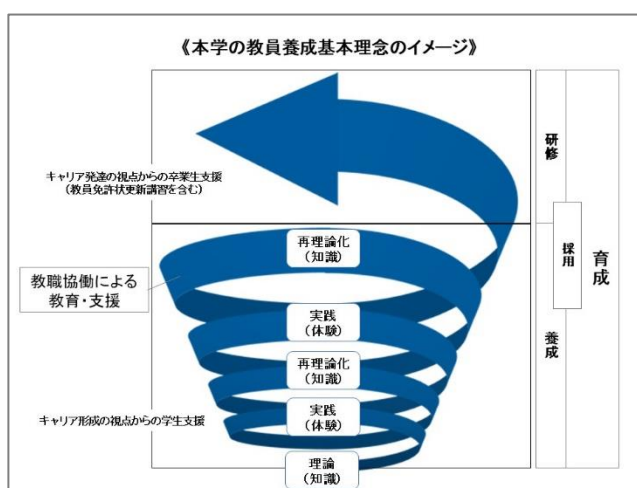 《本学の教員養成基本理念のイメージ》
キャリア発達の視点からの卒業生支援
（教員免許状更新講習を含む）
教職協働による
教育・支援
キャリア形成の視点からの学生支援
再理論化
（知識）
実践
（体験）
再理論化
（知識）
実践
（体験）
理論
（知識）
研修
採用
養成
育成